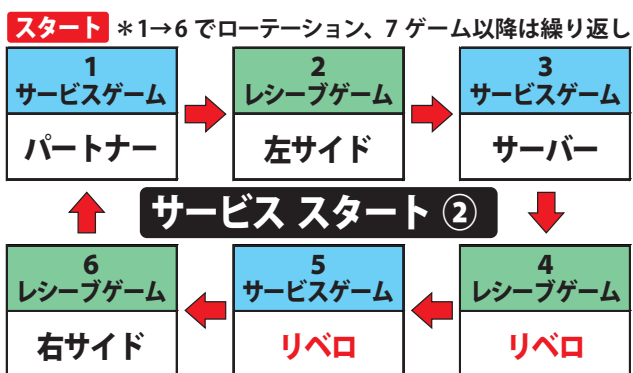 スタート ＊1→6 でローテーション、7 ゲーム以降は繰り返し
1
サービスゲーム
パートナー
2
レシーブゲーム
左サイド
3
サービスゲーム
サーバー
サービス スタート ②
6
レシーブゲーム
右サイド
5
サービスゲーム
リベロ
4
レシーブゲーム
リベロ